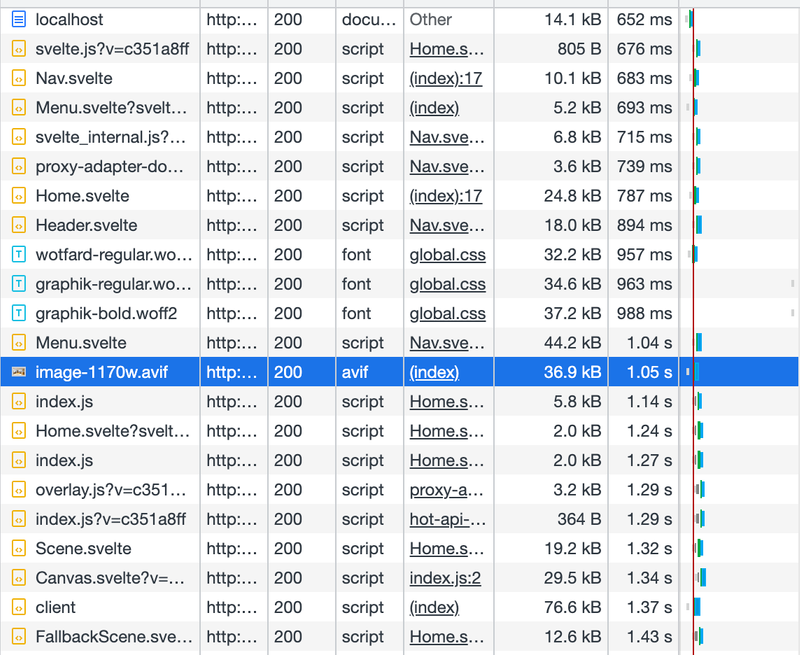 localhost http:... 200 docu... Other 14.1 kB 652 ms
svelte.js?v=c351a8ff http:... 200 script Home.s... 805 B 676 ms
Nav.svelte http:... 200 script (index):17 10.1 kB 683 ms
Menu.svelte?svelt... http:... 200 script (index) 5.2 kB 693 ms
svelte_internal.js?... http:... 200 script Nav.sve... 6.8 kB 715 ms
proxy-adapter-do... http:... 200 script Nav.sve... 3.6 kB 739 ms
Home.svelte http:... 200 script (index):17 24.8 kB 787 ms
Header.svelte http:... 200 script Nav.sve... 18.0 kB 894 ms
wotfard-regular.wo... http:... 200 font global.css 32.2 kB 957 ms
graphik-regular.wo... http:... 200 font global.css 34.6 kB 963 ms
graphik-bold.woff2 http:... 200 font global.css 37.2 kB 988 ms
Menu.svelte http:... 200 script Nav.sve... 44.2 kB 1.04 s
image-1170w.avif http:... 200 avif (index) 36.9 kB 1.05 s
index.js http:... 200 script Home.s... 5.8 kB 1.14 s
Home.svelte?svelt... http:... 200 script Home.s... 2.0 kB 1.24 s
index.js http:... 200 script Home.s... 2.0 kB 1.27 s
overlay.js?v=c351... http:... 200 script proxy-a... 3.2 kB 1.29 s
index.js?v=c351a8ff http:... 200 script hot-api-... 364 B 1.29 s
Scene.svelte http:... 200 script Home.s... 19.2 kB 1.32 s
Canvas.svelte?v=... http:... 200 script index.js:2 29.5 kB 1.34 s
client http:... 200 script (index) 76.6 kB 1.37 s
FallbackScene.sve... http:... 200 script Home.s... 12.6 kB 1.43 s